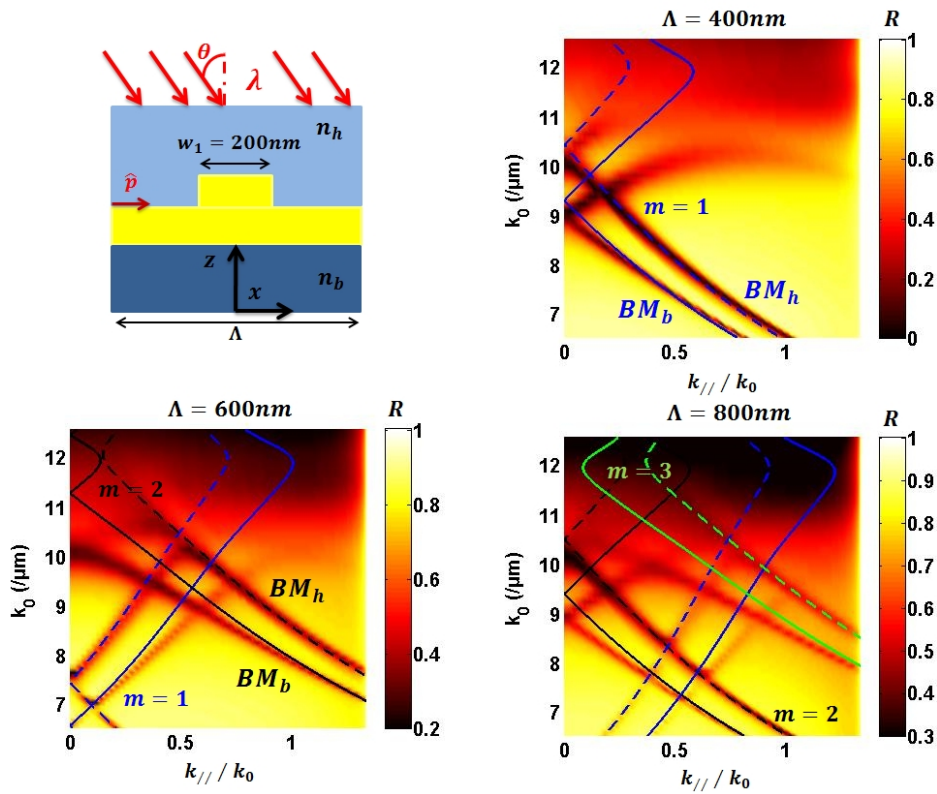 θ
λ
n_h
w₁ = 200nm
p̂
z
n_b
x
Λ
Λ = 400nm
R
12
11
10
9
8
7
k₀ (/μm)
m = 1
BM_h
BM_b
0
0.5
1
k_// / k₀
1
0.8
0.6
0.4
0.2
0
Λ = 600nm
R
12
11
10
9
8
7
k₀ (/μm)
m = 2
BM_h
BM_b
m = 1
0
0.5
1
k_// / k₀
1
0.8
0.6
0.4
0.2
Λ = 800nm
R
12
11
10
9
8
7
k₀ (/μm)
m = 3
m = 2
0
0.5
1
k_// / k₀
1
0.9
0.8
0.7
0.6
0.5
0.4
0.3